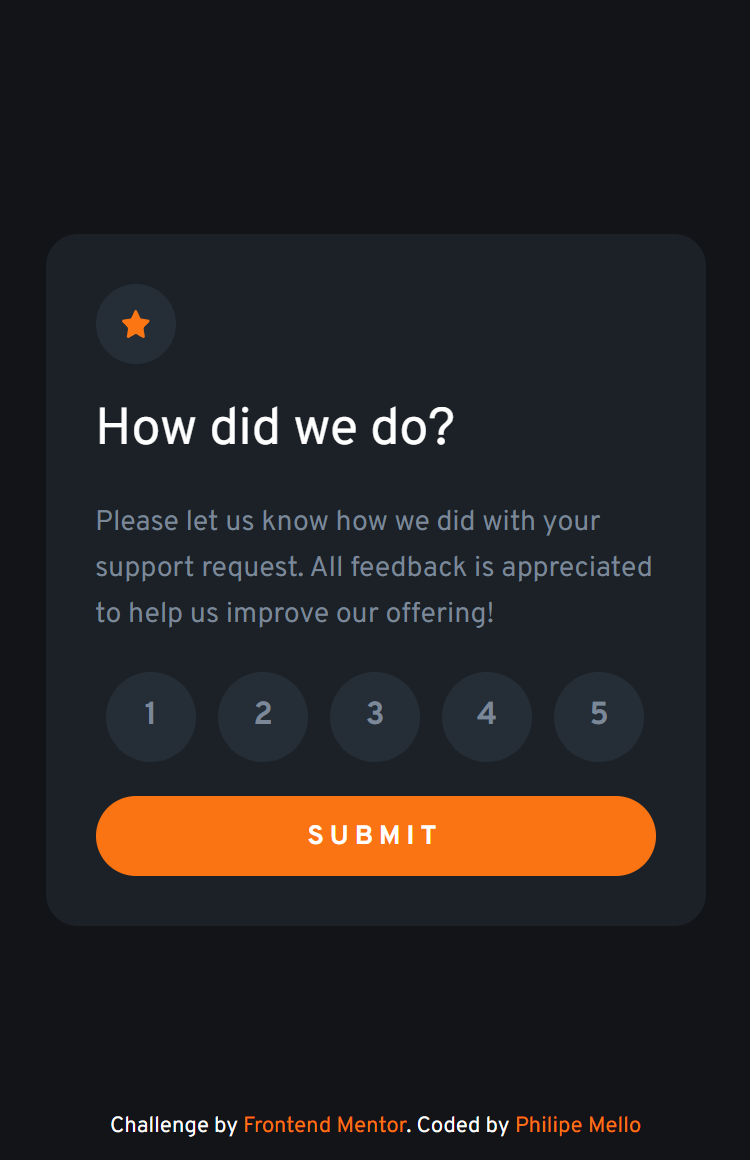 How did we do?
Please let us know how we did with your
support request. All feedback is appreciated
to help us improve our offering!
1 2 3 4 5
SUBMIT
Challenge by Frontend Mentor. Coded by Philipe Mello